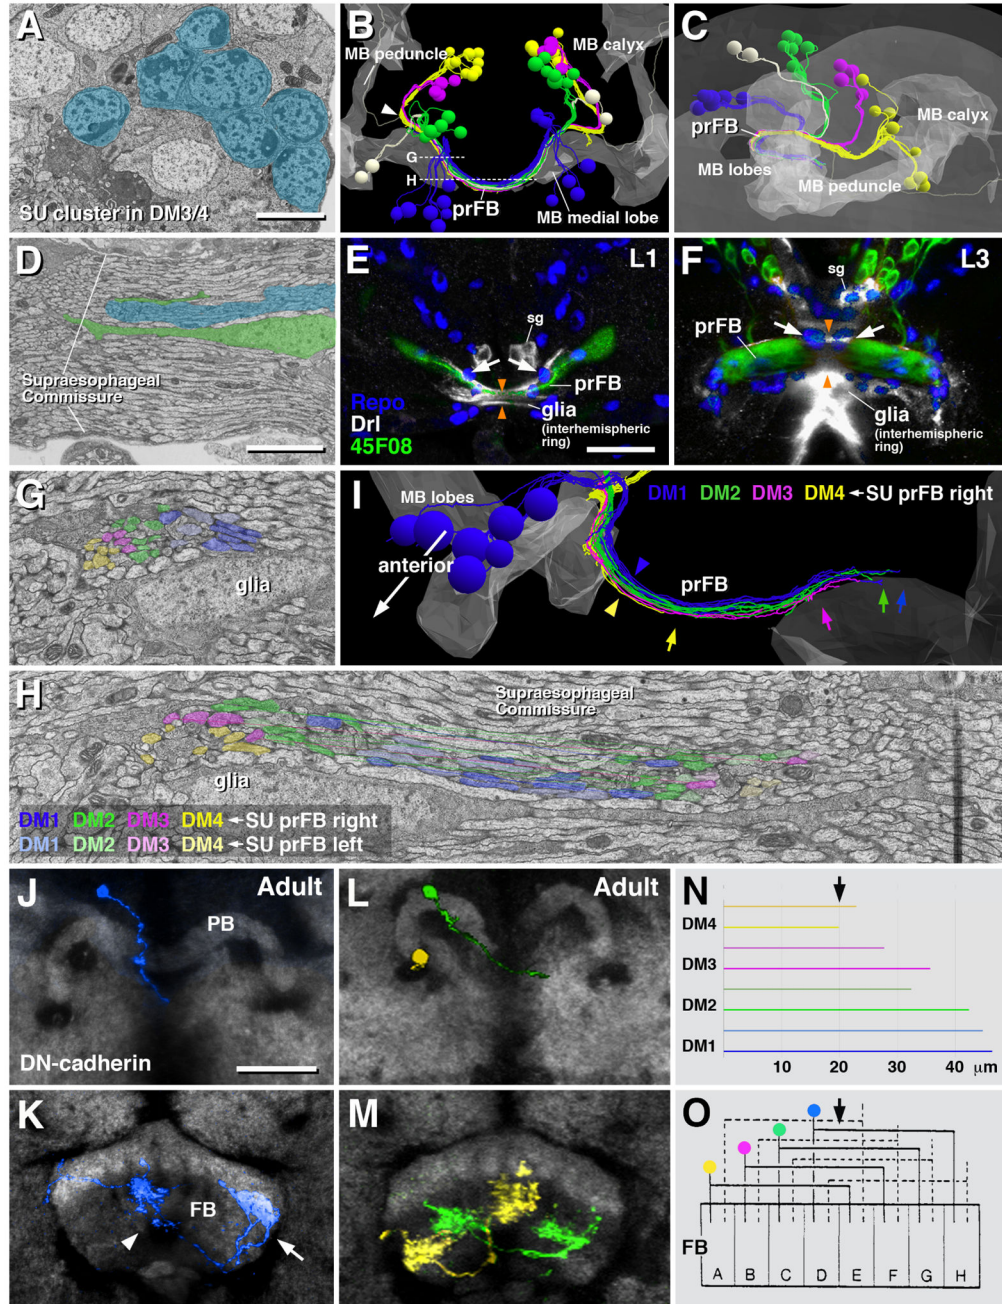 A
SU cluster in DM3/4
B
MB peduncle
MB calyx
G
H
prFB
MB medial lobe
C
prFB
MB calyx
MB lobes
MB peduncle
D
Supraesophageal
Commissure
E
L1
sg
prFB
Repo
Drl
45F08
glia
(interhemispheric
ring)
F
L3
sg
prFB
glia
(interhemispheric
ring)
G
glia
I
MB lobes
DM1 DM2 DM3 DM4 SU prFB right
anterior
prFB
H
Supraesophageal
Commissure
glia
DM1 DM2 DM3 DM4 SU prFB right
DM1 DM2 DM3 DM4 SU prFB left
J
Adult
PB
DN-cadherin
L
Adult
N
DM4
DM3
DM2
DM1
10 20 30 40 μm
K
FB
M
O
FB
A B C D E F G H